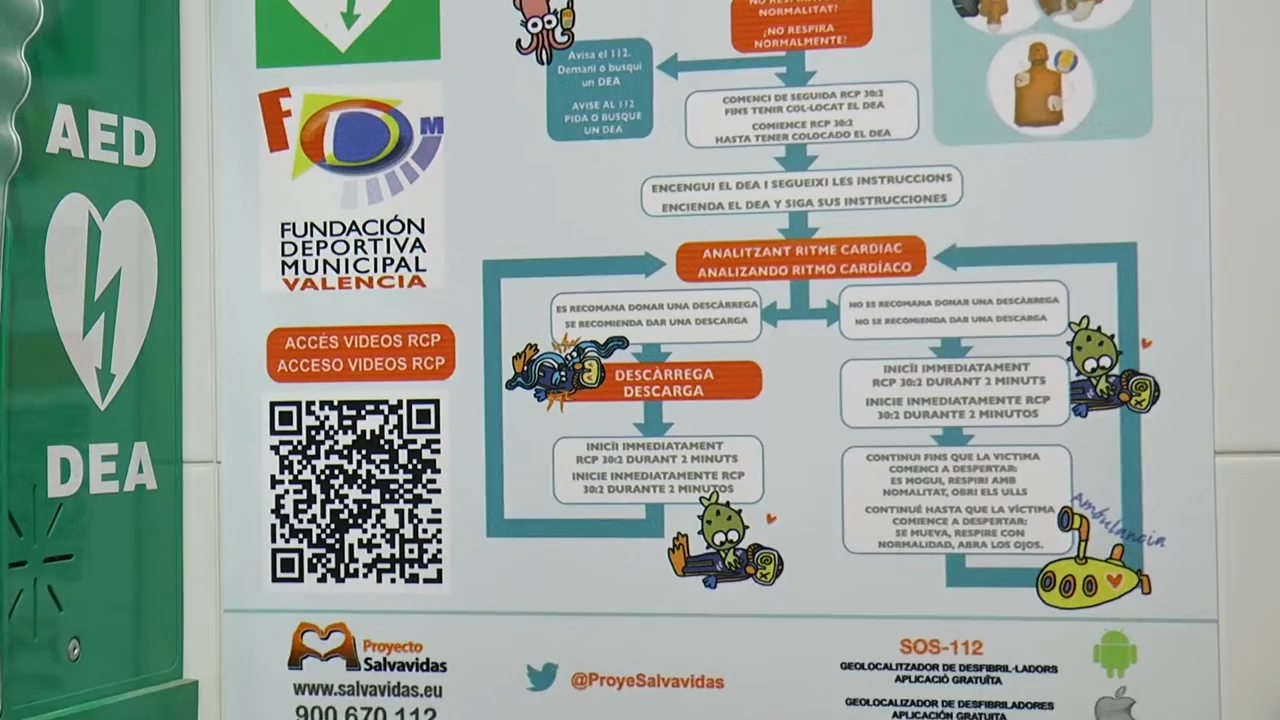 AED
DEA
F D M
FUNDACIÓN
DEPORTIVA
MUNICIPAL
VALENCIA
ACCÉS VIDEOS RCP
ACCESO VIDEOS RCP
NORMALITAT?
¿NO RESPIRA
NORMALMENTE?
Avisa el 112.
Demani o busqui
un DEA
AVISE AL 112
PIDA O BUSQUE
UN DEA
COMENCI DE SEGUIDA RCP 30:2
FINS TENIR COL·LOCAT EL DEA
COMIENCE RCP 30:2
HASTA TENER COLOCADO EL DEA
ENCENGUI EL DEA I SEGUEIXI LES INSTRUCCIONS
ENCIENDA EL DEA Y SIGA SUS INSTRUCCIONES
ANALITZANT RITME CARDIAC
ANALIZANDO RITMO CARDÍACO
ES RECOMANA DONAR UNA DESCÀRREGA
SE RECOMIENDA DAR UNA DESCARGA
DESCÀRREGA
DESCARGA
INICÏI IMMEDIATAMENT
RCP 30:2 DURANT 2 MINUTS
INICIE INMEDIATAMENTE RCP
30:2 DURANTE 2 MINUTOS
NO ES RECOMANA DONAR UNA DESCÀRREGA
NO SE RECOMIENDA DAR UNA DESCARGA
INICÏI IMMEDIATAMENT
RCP 30:2 DURANT 2 MINUTS
INICIE INMEDIATAMENTE RCP
30:2 DURANTE 2 MINUTOS
CONTINUI FINS QUE LA VICTIMA
COMENCI A DESPERTAR:
ES MOGUI, RESPIRI AMB
NOMALITAT, OBRI ELS ULLS
CONTINUÉ HASTA QUE LA VÍCTIMA
COMIENCE A DESPERTAR:
SE MUEVA, RESPIRE CON
NORMALIDAD, ABRA LOS OJOS.
Ambulancia
Proyecto
Salvavidas
www.salvavidas.eu
900 670 112
@ProyeSalvavidas
SOS-112
GEOLOCALITZADOR DE DESFIBRIL·LADORS
APLICACIÓ GRATUÏTA
GEOLOCALIZADOR DE DESFIBRILADORES
APLICACIÓN GRATUITA